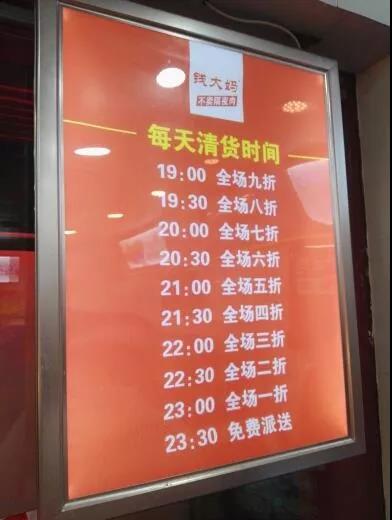 钱大妈
不卖隔夜肉
每天清货时间
19:00 全场九折
19:30 全场八折
20:00 全场七折
20:30 全场六折
21:00 全场五折
21:30 全场四折
22:00 全场三折
22:30 全场二折
23:00 全场一折
23:30 免费派送